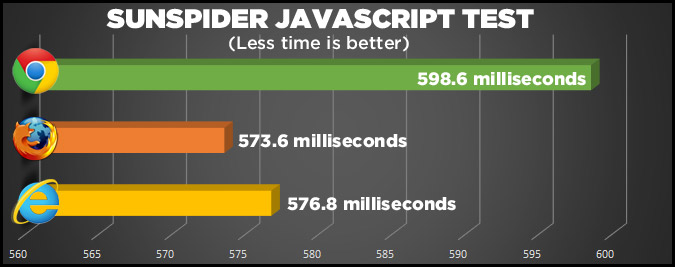 SUNSPIDER JAVASCRIPT TEST
(Less time is better)
598.6 milliseconds
573.6 milliseconds
576.8 milliseconds
560 565 570 575 580 585 590 595 600